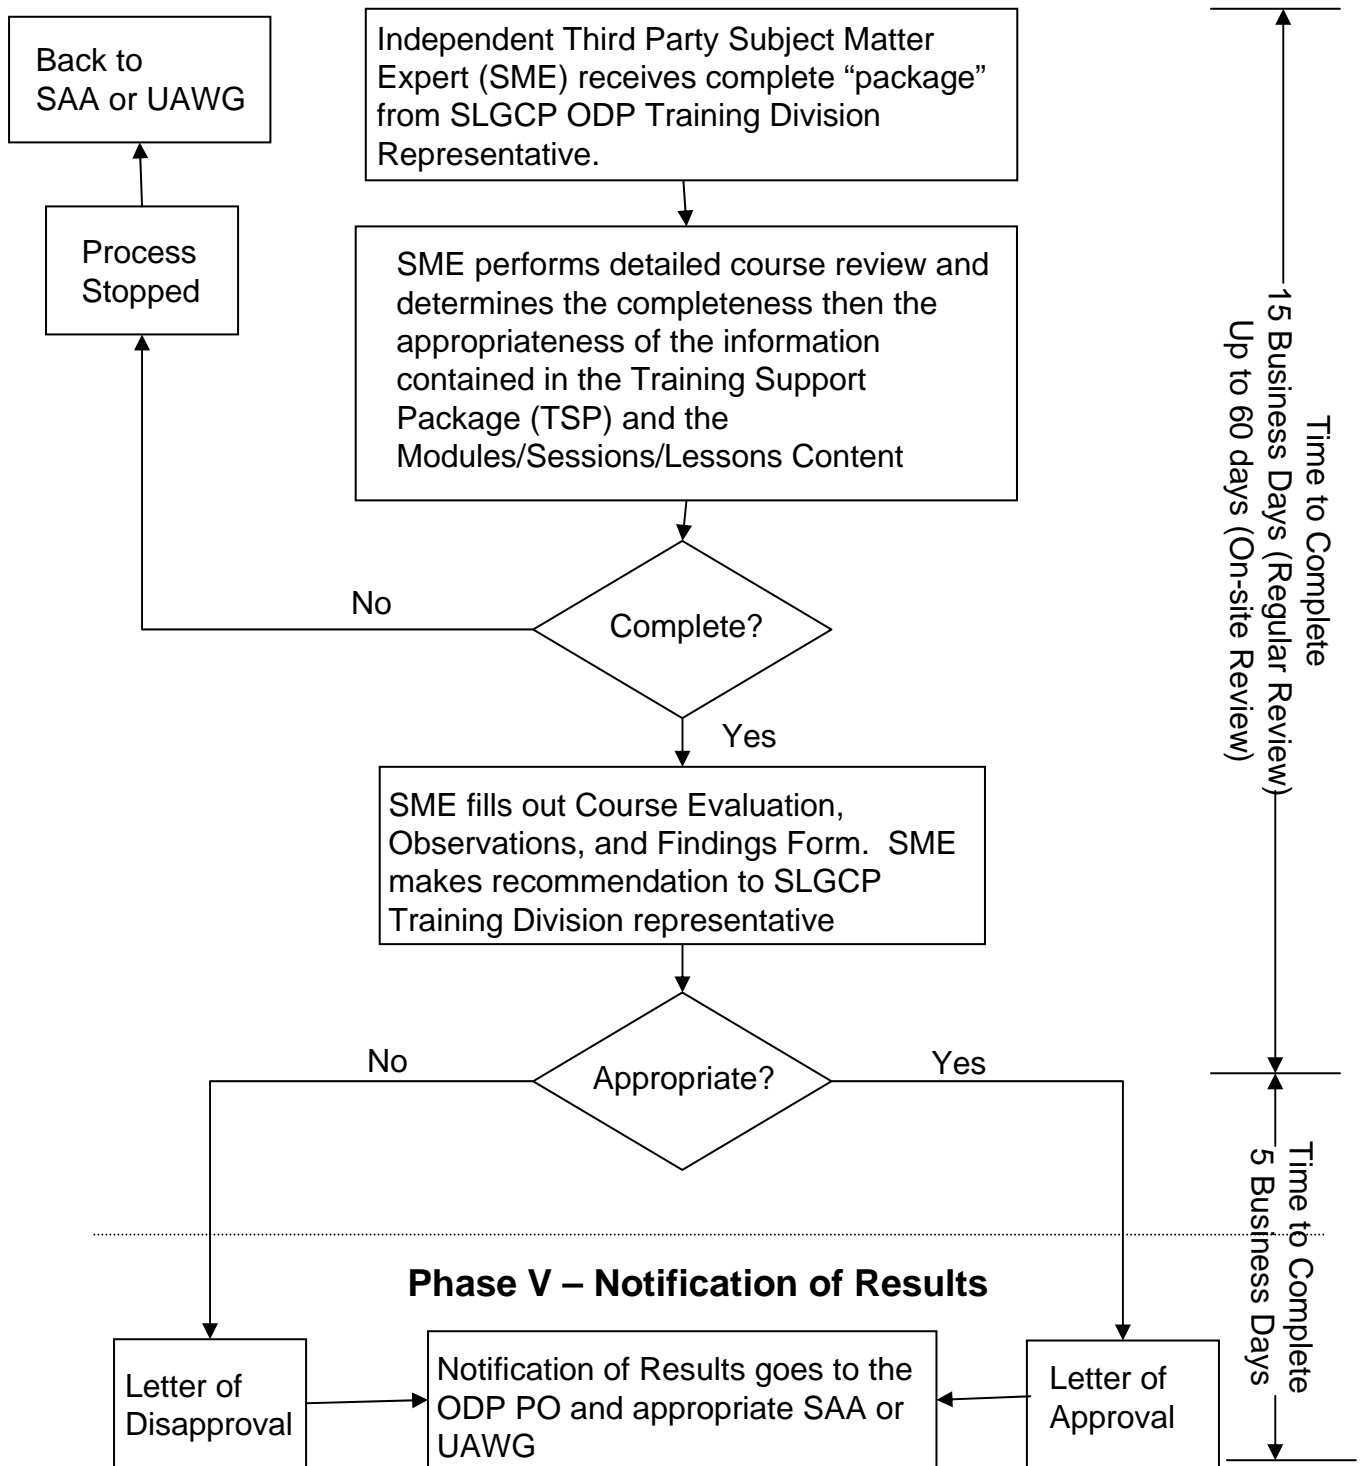 Back to
SAA or UAWG
Independent Third Party Subject Matter
Expert (SME) receives complete “package”
from SLGCP ODP Training Division
Representative.
Process
Stopped
SME performs detailed course review and
determines the completeness then the
appropriateness of the information
contained in the Training Support
Package (TSP) and the
Modules/Sessions/Lessons Content
Time to Complete
15 Business Days (Regular Review)
Up to 60 days (On-site Review)
No
Complete?
Yes
SME fills out Course Evaluation,
Observations, and Findings Form.  SME
makes recommendation to SLGCP
Training Division representative
No
Appropriate?
Yes
Time to Complete
5 Business Days
Phase V – Notification of Results
Letter of
Disapproval
Notification of Results goes to the
ODP PO and appropriate SAA or
UAWG
Letter of
Approval